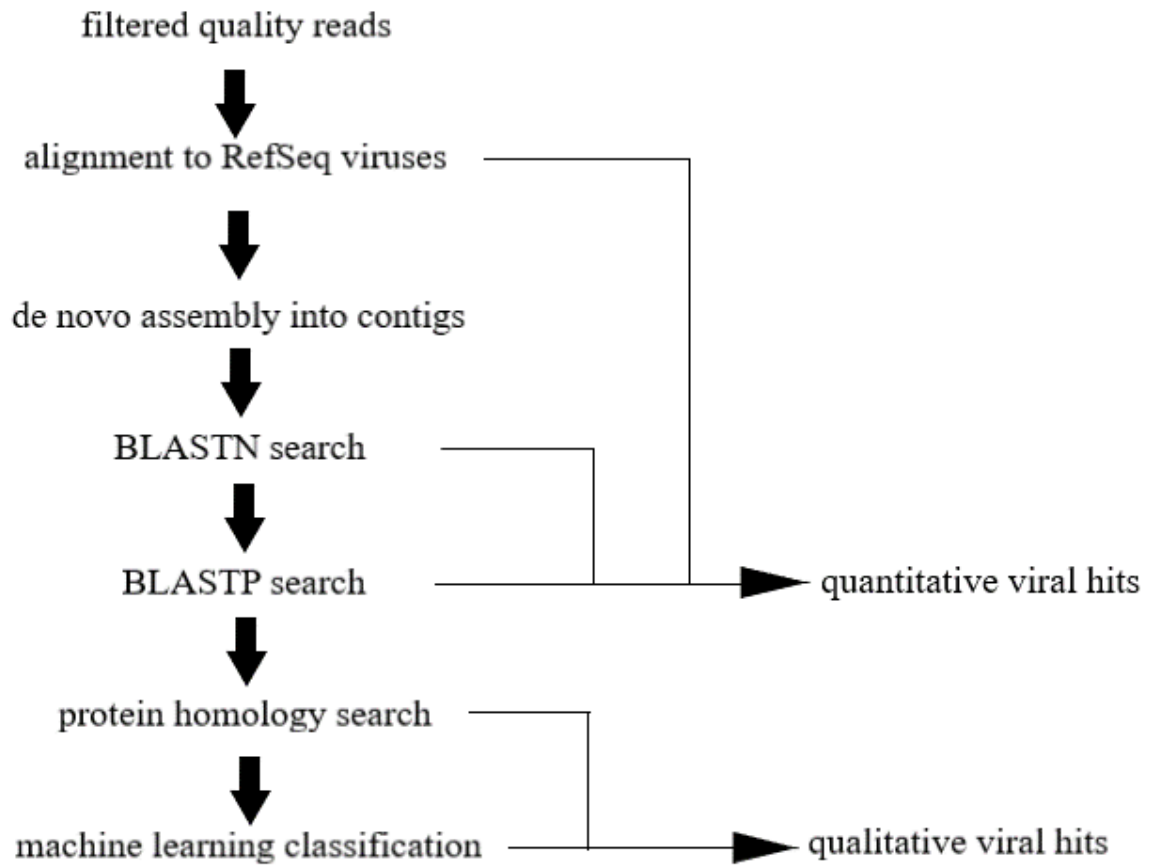 filtered quality reads
alignment to RefSeq viruses
de novo assembly into contigs
BLASTN search
BLASTP search
quantitative viral hits
protein homology search
machine learning classification
qualitative viral hits